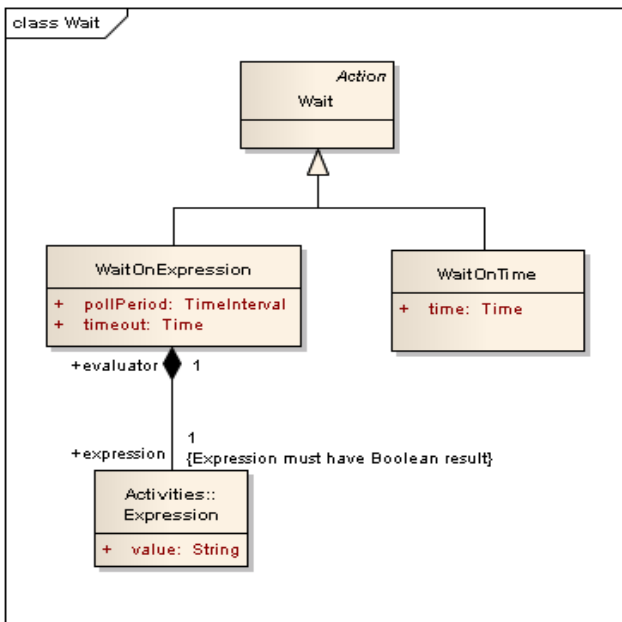 class Wait
Action
Wait
WaitOnExpression
+ pollPeriod: TimeInterval
+ timeout: Time
WaitOnTime
+ time: Time
+evaluator 1
1
+expression {Expression must have Boolean result}
Activities::
Expression
+ value: String